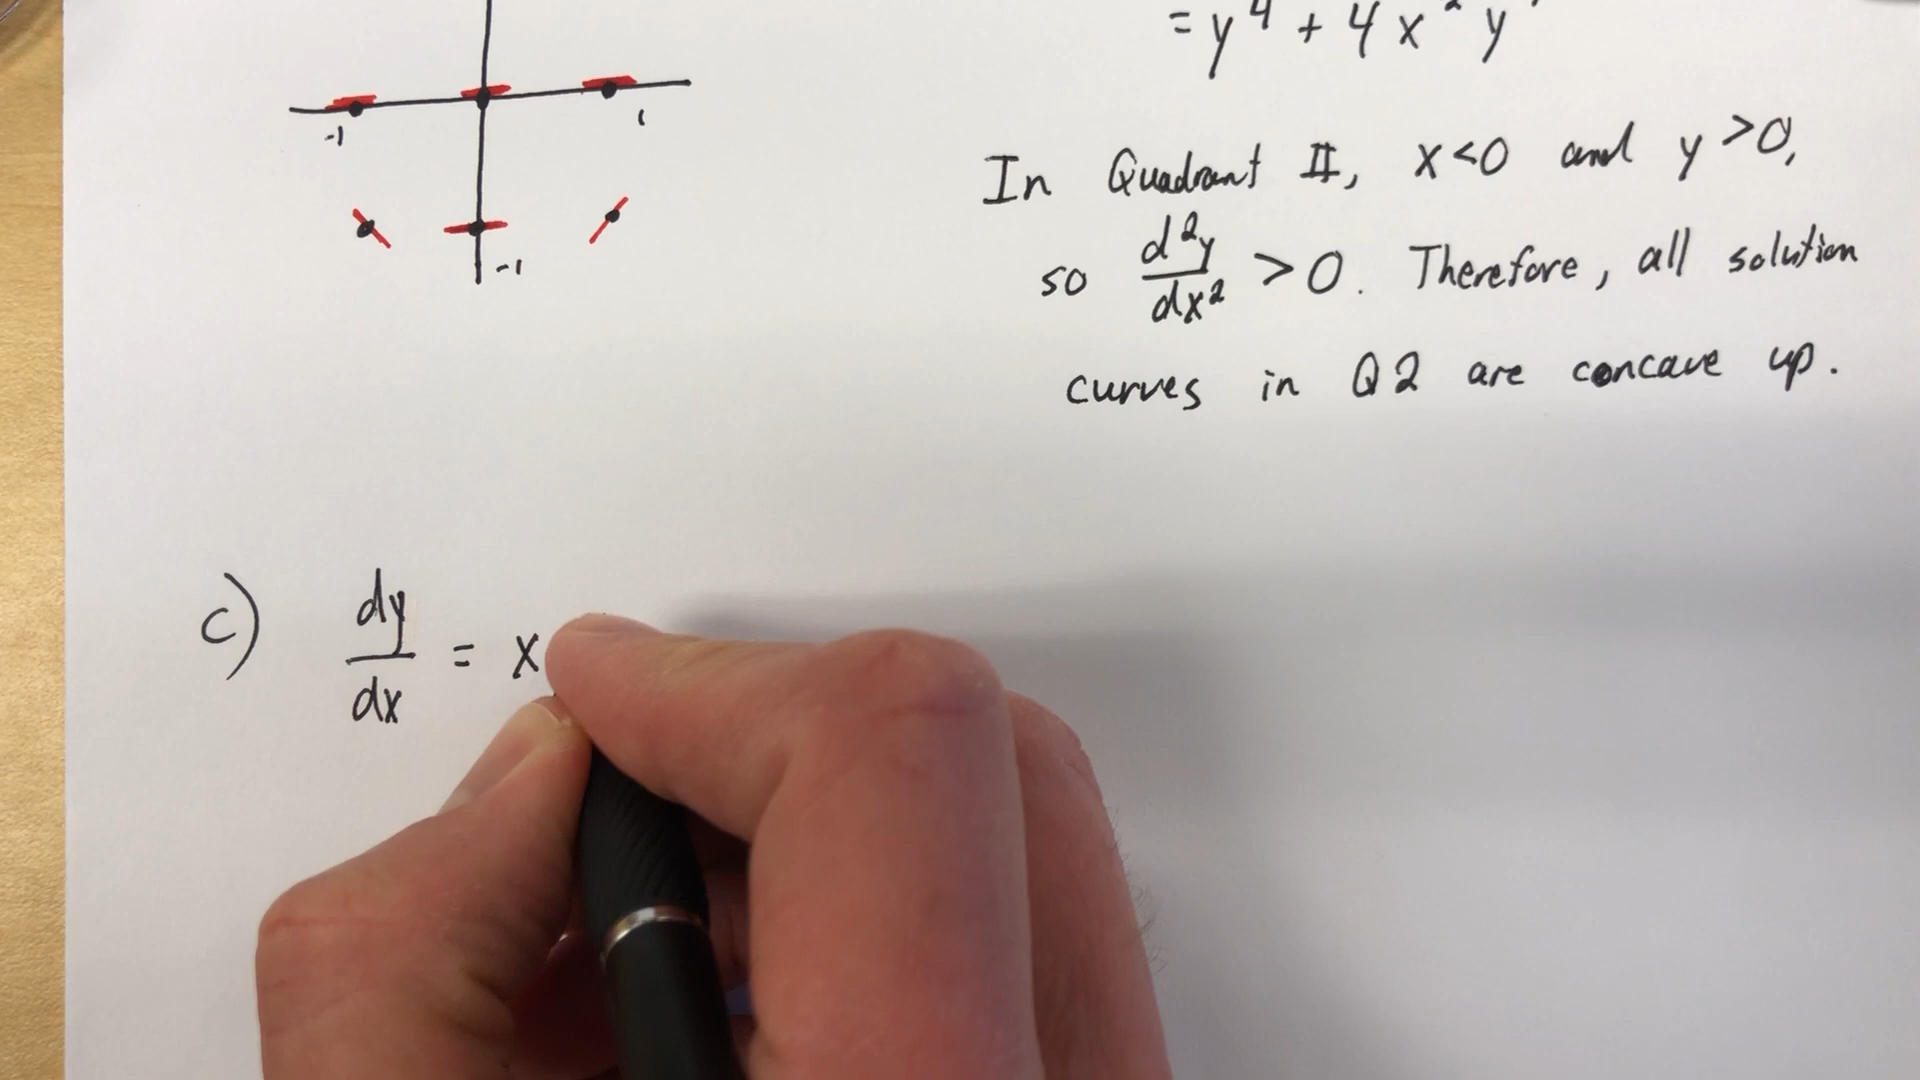 = y⁴ + 4x² y
-1
1
-1
In Quadrant II, x<0 and y>0,
so d²y/dx² > 0. Therefore, all solution
curves in Q2 are concave up.
c) dy/dx = x